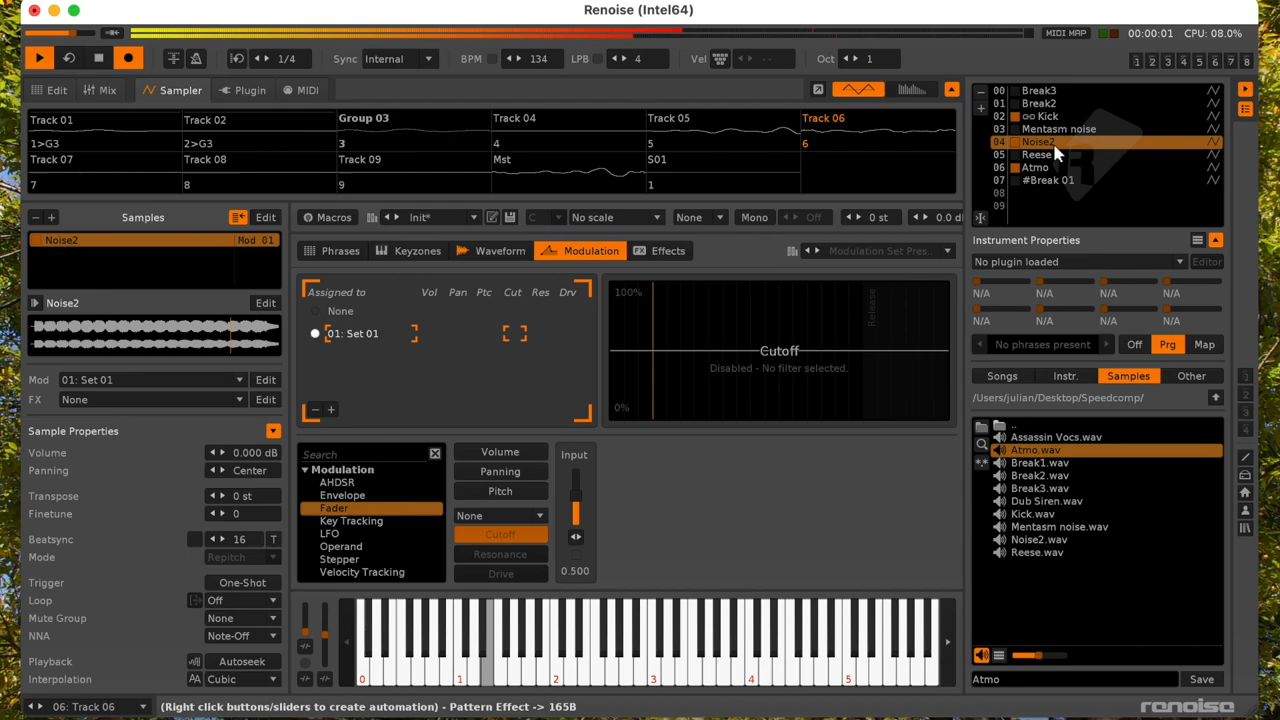 Renoise (Intel64)
MIDI MAP 00:00:01 CPU: 08.0%
1/4 Sync Internal BPM 134 LPB 4 Vel -- Oct 1 1 2 3 4 5 6 7 8
Edit Mix Sampler Plugin MIDI
Track 01 Track 02 Group 03 Track 04 Track 05 Track 06
1>G3 2>G3 3 4 5 6
Track 07 Track 08 Track 09 Mst S01
7 8 9 1
00 Break3
01 Break2
02 Kick
03 Mentasm noise
04 Noise2
05 Reese
06 Atmo
07 #Break 01
08
09
Samples Edit
Noise2 Mod 01
Noise2 Edit
Mod 01: Set 01 Edit
FX None Edit
Sample Properties
Volume 0.000 dB
Panning Center
Transpose 0 st
Finetune 0
Beatsync 16 T
Mode Repitch
Trigger One-Shot
Loop Off
Mute Group None
NNA Note-Off
Playback Autoseek
Interpolation Cubic
Macros Init* C No scale None Mono Off 0 st 0.0 dB
Phrases Keyzones Waveform Modulation Effects Modulation Set Pres..
Assigned to Vol Pan Ptc Cut Res Drv
None
01: Set 01
100%
Release
Cutoff
Disabled - No filter selected.
0%
Search
Modulation
AHDSR
Envelope
Fader
Key Tracking
LFO
Operand
Stepper
Velocity Tracking
Volume
Panning
Pitch
None
Cutoff
Resonance
Drive
Input
0.500
0 1 2 3 4 5
Instrument Properties
No plugin loaded Editor
N/A N/A N/A N/A
N/A N/A N/A N/A
No phrases present Off Prg Map
Songs Instr. Samples Other
/Users/julian/Desktop/Speedcomp/
..
Assassin Vocs.wav
Atmo.wav
Break1.wav
Break2.wav
Break3.wav
Dub Siren.wav
Kick.wav
Mentasm noise.wav
Noise2.wav
Reese.wav
Atmo Save
1
2
3
4
06: Track 06 (Right click buttons/sliders to create automation) - Pattern Effect -> 165B
renoise